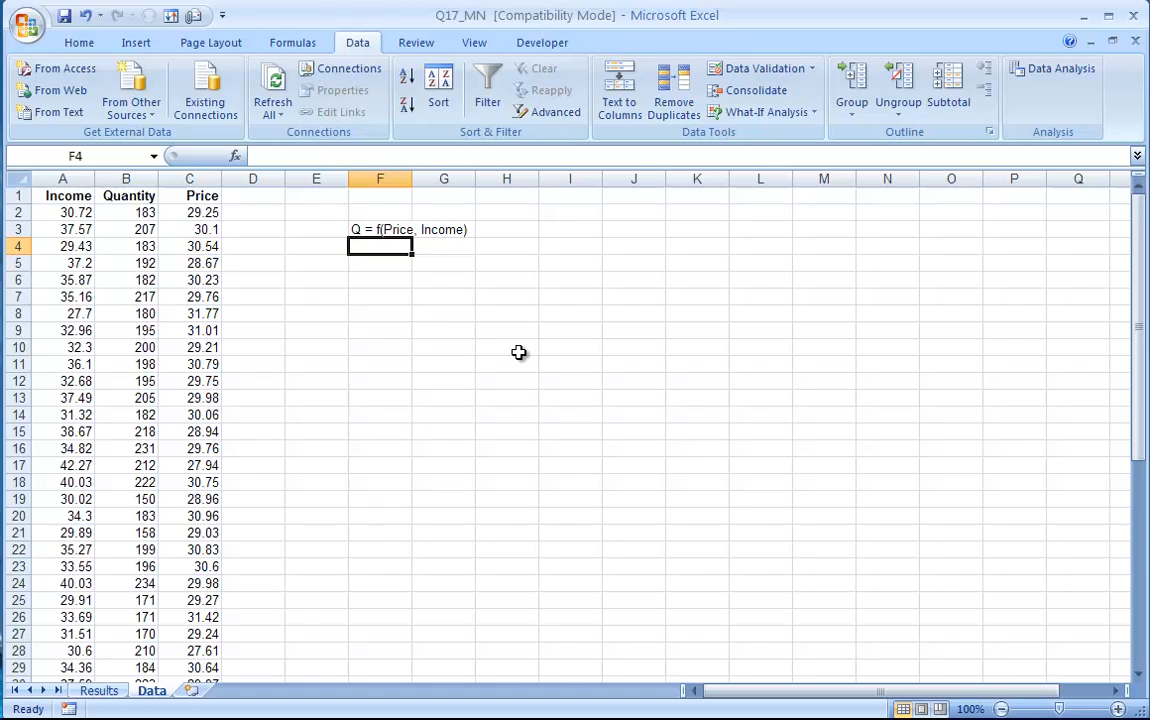 Q17_MN [Compatibility Mode] - Microsoft Excel
Home Insert Page Layout Formulas Data Review View Developer
From Access
From Web
From Text
From Other Sources
Existing Connections
Get External Data
Refresh All
Connections
Properties
Edit Links
Connections
Sort
Filter
Clear
Reapply
Advanced
Sort & Filter
Text to Columns
Remove Duplicates
Data Validation
Consolidate
What-If Analysis
Data Tools
Group
Ungroup
Subtotal
Outline
Data Analysis
Analysis
F4 fx
A B C D E F G H I J K L M N O P Q
1 Income Quantity Price
2 30.72 183 29.25
3 37.57 207 30.1 Q = f(Price, Income)
4 29.43 183 30.54
5 37.2 192 28.67
6 35.87 182 30.23
7 35.16 217 29.76
8 27.7 180 31.77
9 32.96 195 31.01
10 32.3 200 29.21
11 36.1 198 30.79
12 32.68 195 29.75
13 37.49 205 29.98
14 31.32 182 30.06
15 38.67 218 28.94
16 34.82 231 29.76
17 42.27 212 27.94
18 40.03 222 30.75
19 30.02 150 28.96
20 34.3 183 30.96
21 29.89 158 29.03
22 35.27 199 30.83
23 33.55 196 30.6
24 40.03 234 29.98
25 29.91 171 29.27
26 33.69 171 31.42
27 31.51 170 29.24
28 30.6 210 27.61
29 34.36 184 30.64
Results Data
Ready 100%